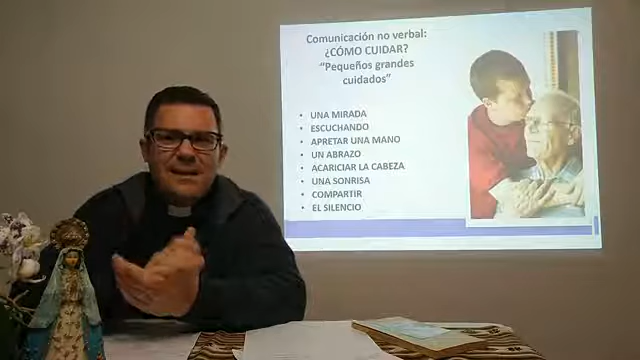 Comunicación no verbal:
¿CÓMO CUIDAR?
"Pequeños grandes
cuidados"
• UNA MIRADA
• ESCUCHANDO
• APRETAR UNA MANO
• UN ABRAZO
• ACARICIAR LA CABEZA
• UNA SONRISA
• COMPARTIR
• EL SILENCIO